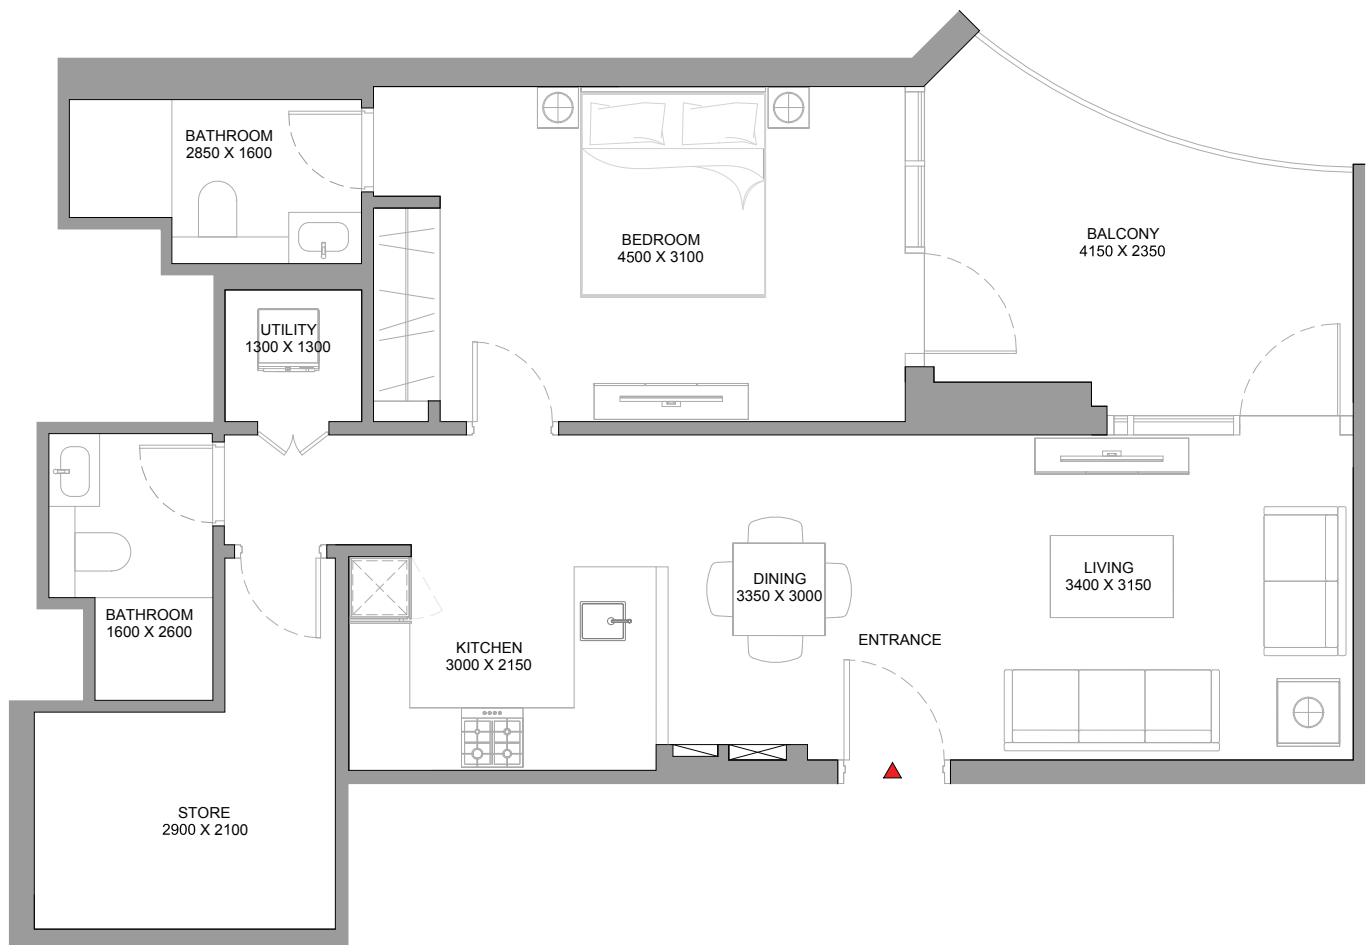 BATHROOM
2850 X 1600
BEDROOM
4500 X 3100
BALCONY
4150 X 2350
UTILITY
1300 X 1300
DINING
3350 X 3000
LIVING
3400 X 3150
BATHROOM
1600 X 2600
KITCHEN
3000 X 2150
ENTRANCE
STORE
2900 X 2100